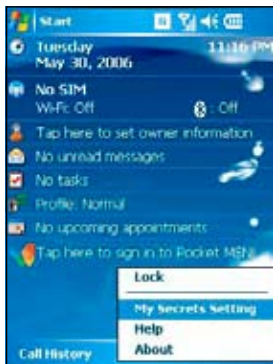 Start
Tuesday 11:16 PM
May 30, 2006
No SIM
Wi-Fi: Off : Off
Tap here to set owner information
No unread messages
No tasks
Profile: Normal
No upcoming appointments
Tap here to sign in to Pocket MSN!
Lock
My Secrets Setting
Help
About
Call History